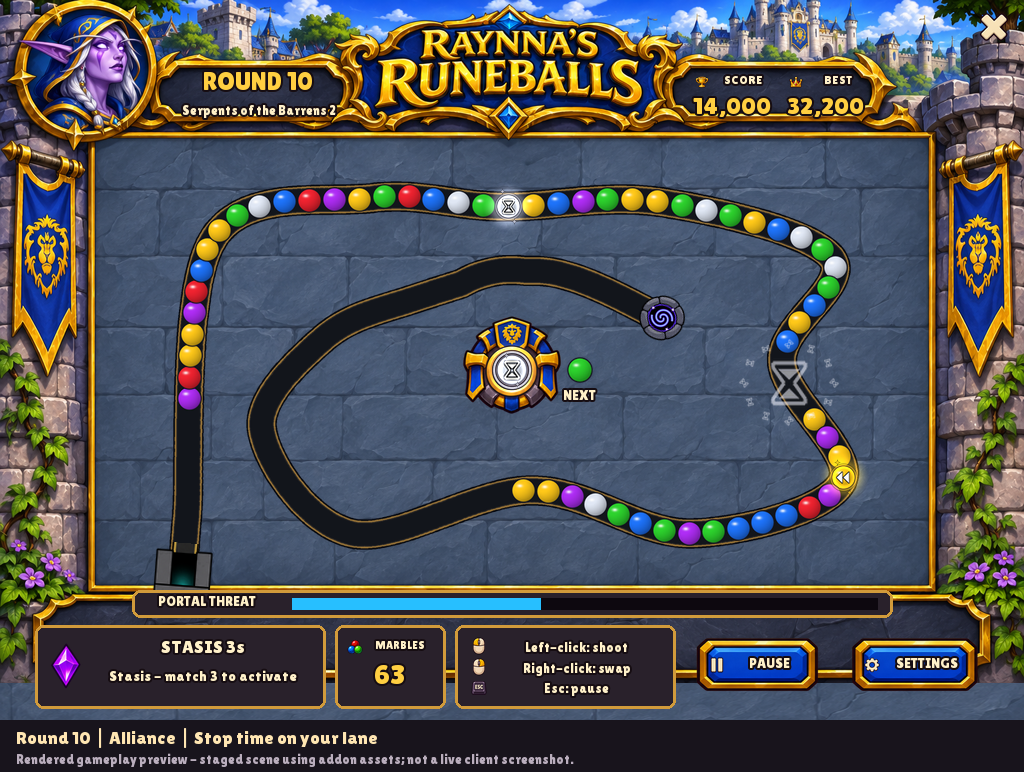 RAYNNA'S
RUNEBALLS
ROUND 10
Serpents of the Barrens 2
SCORE BEST
14,000 32,200
NEXT
PORTAL THREAT
STASIS 3s
Stasis - match 3 to activate
MARBLES
63
Left-click: shoot
Right-click: swap
ESC Esc: pause
PAUSE
SETTINGS
Round 10 | Alliance | Stop time on your lane
Rendered gameplay preview - staged scene using addon assets; not a live client screenshot.